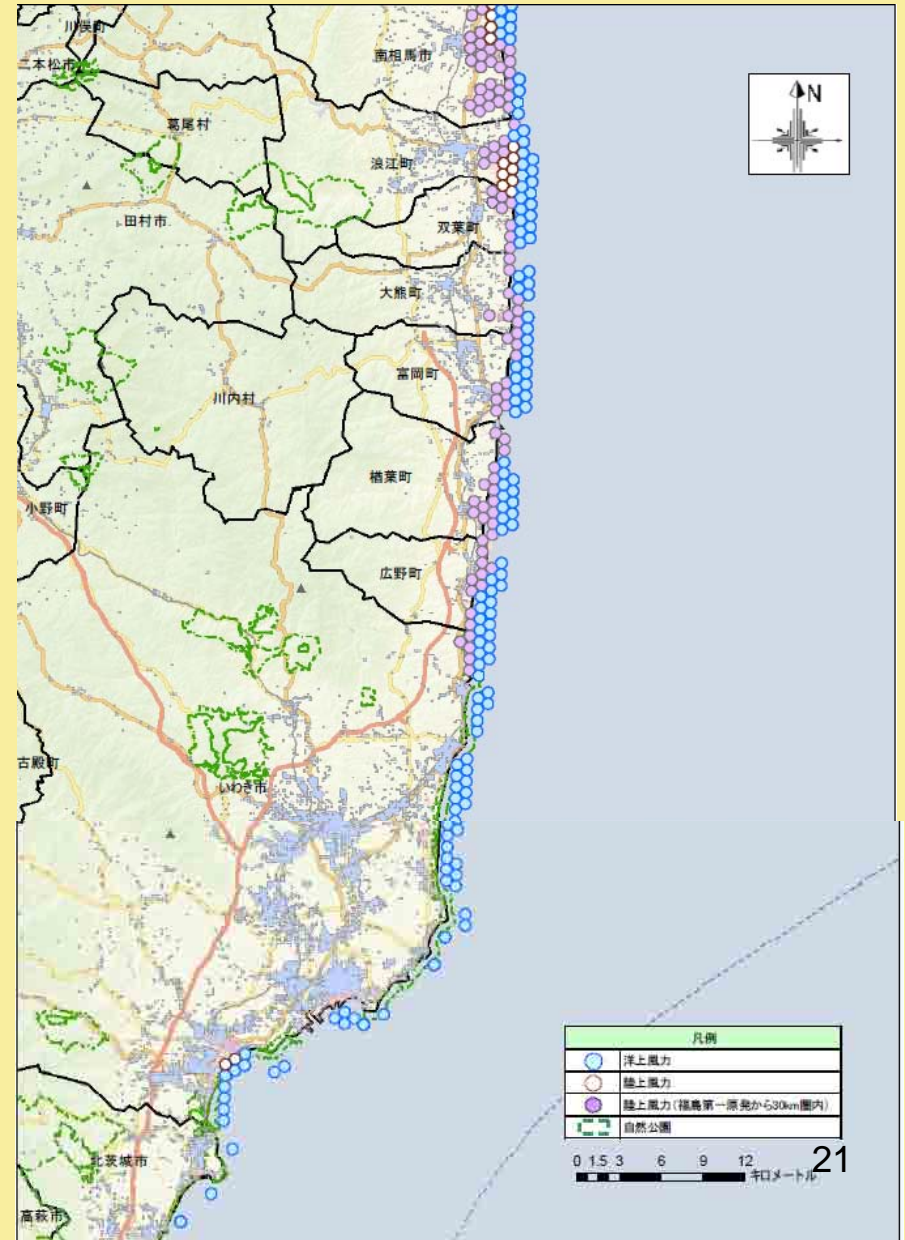 川俣町
二本松市
南相馬市
N
葛尾村
浪江町
田村市
双葉町
大熊町
富岡町
川内村
楢葉町
小野町
広野町
古殿町
いわき市
凡例
洋上風力
陸上風力
陸上風力(福島第一原発から30km圏内)
自然公園
北茨城市
0 1.5 3 6 9 12
キロメートル
21
高萩市